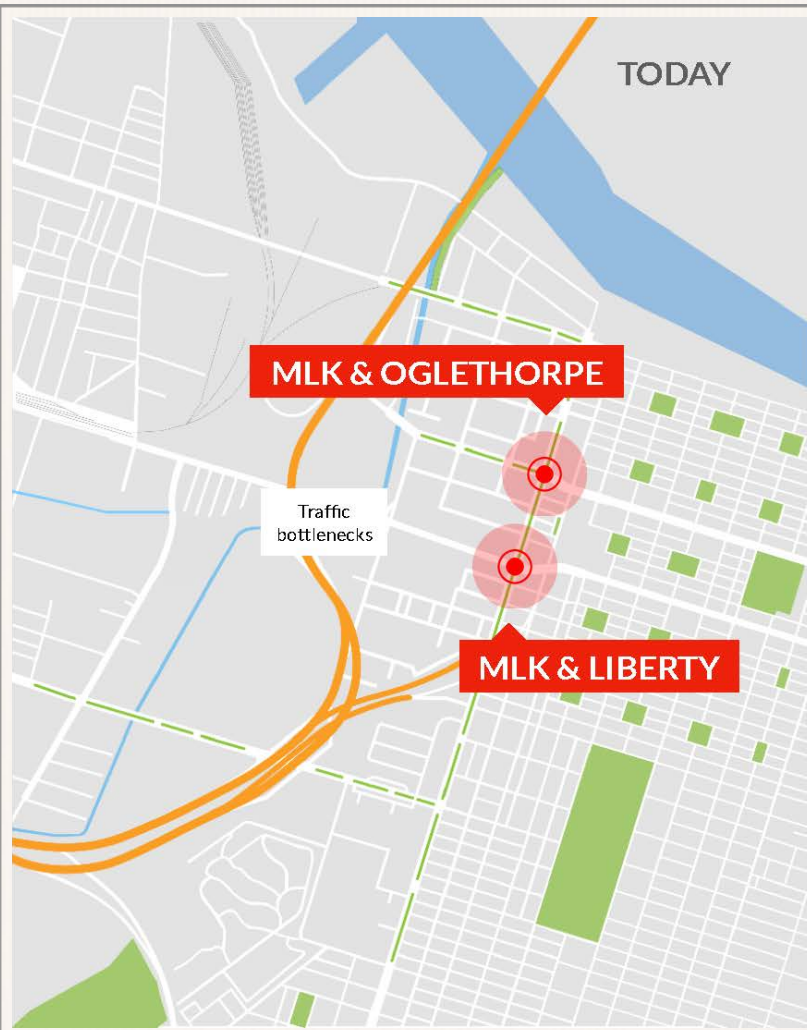 TODAY
MLK & OGLETHORPE
Traffic
bottlenecks
MLK & LIBERTY